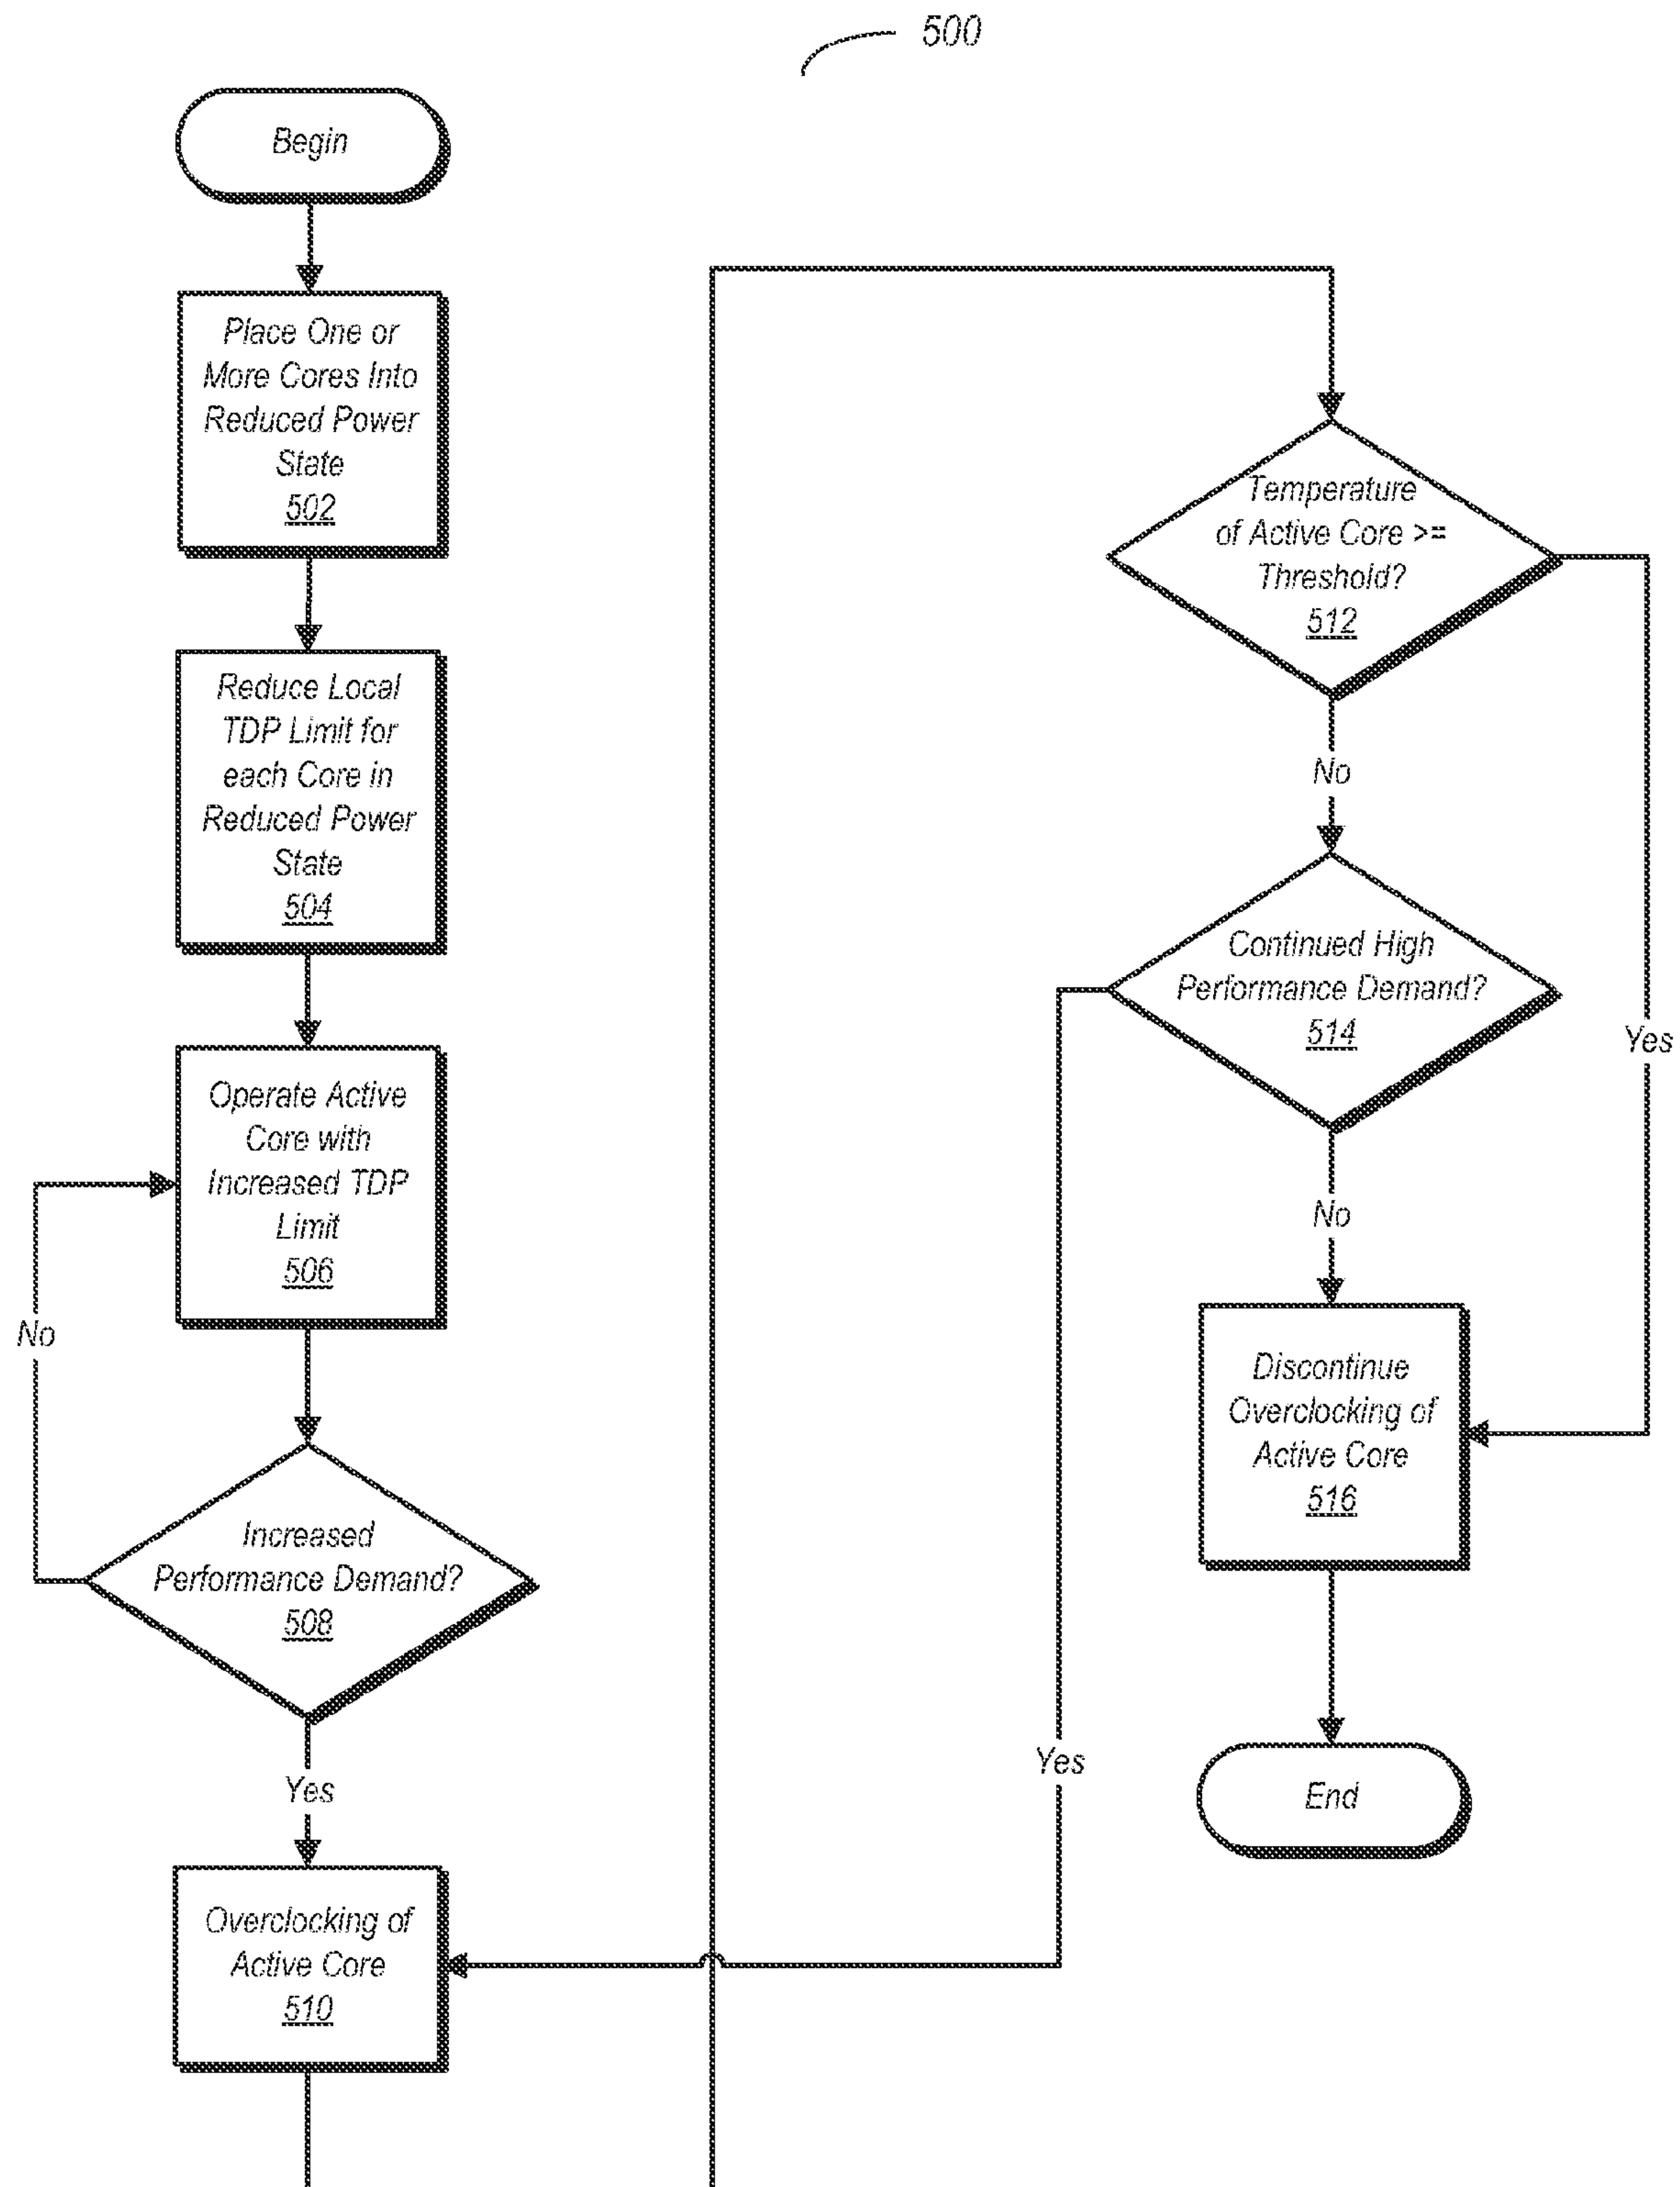 500
Begin
Place One or
More Cores Into
Reduced Power
State
502
Reduce Local
TDP Limit for
each Core in
Reduced Power
State
504
Operate Active
Core with
Increased TDP
Limit
506
No
Increased
Performance Demand?
508
Yes
Overclocking of
Active Core
510
Temperature
of Active Core >=
Threshold?
512
No
Yes
Continued High
Performance Demand?
514
No
Yes
Discontinue
Overclocking of
Active Core
516
End